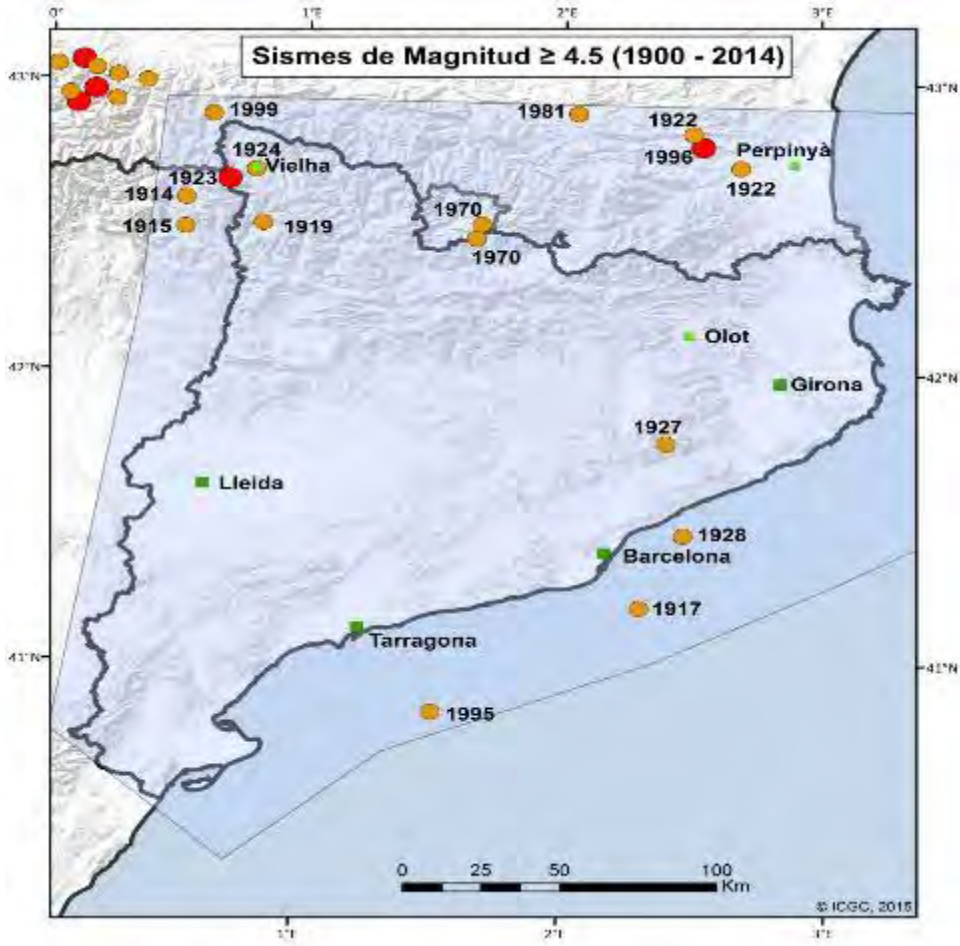 0° 1°E 2°E 3°E
Sismes de Magnitud ≥ 4.5 (1900 - 2014)
43°N 43°N
1999 1981 1922
1924 Vielha 1996 Perpinyà
1923 1922
1914
1915 1919 1970
1970
Olot
42°N 42°N
Girona
1927
Lleida
1928
Barcelona
1917
Tarragona
41°N 41°N
1995
0 25 50 100
Km
© ICGC, 2015
1°E 2°E 3°E